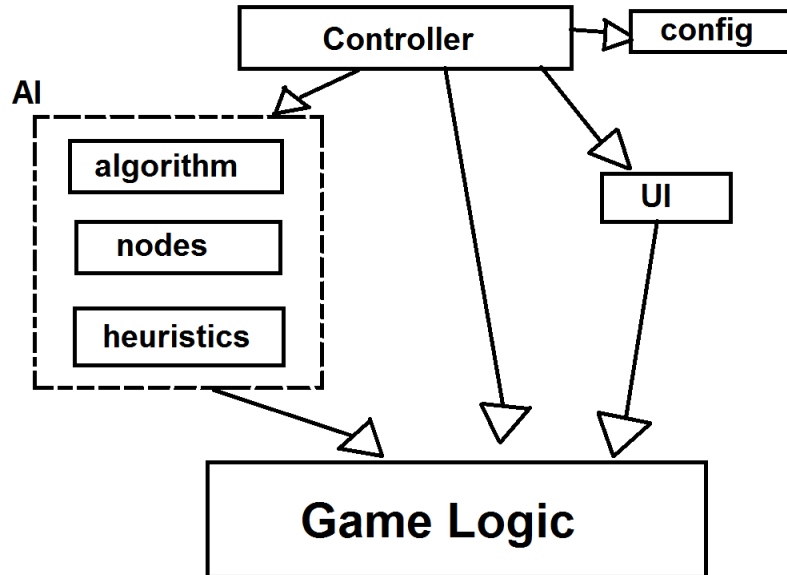 Controller
config
AI
algorithm
UI
nodes
heuristics
Game Logic